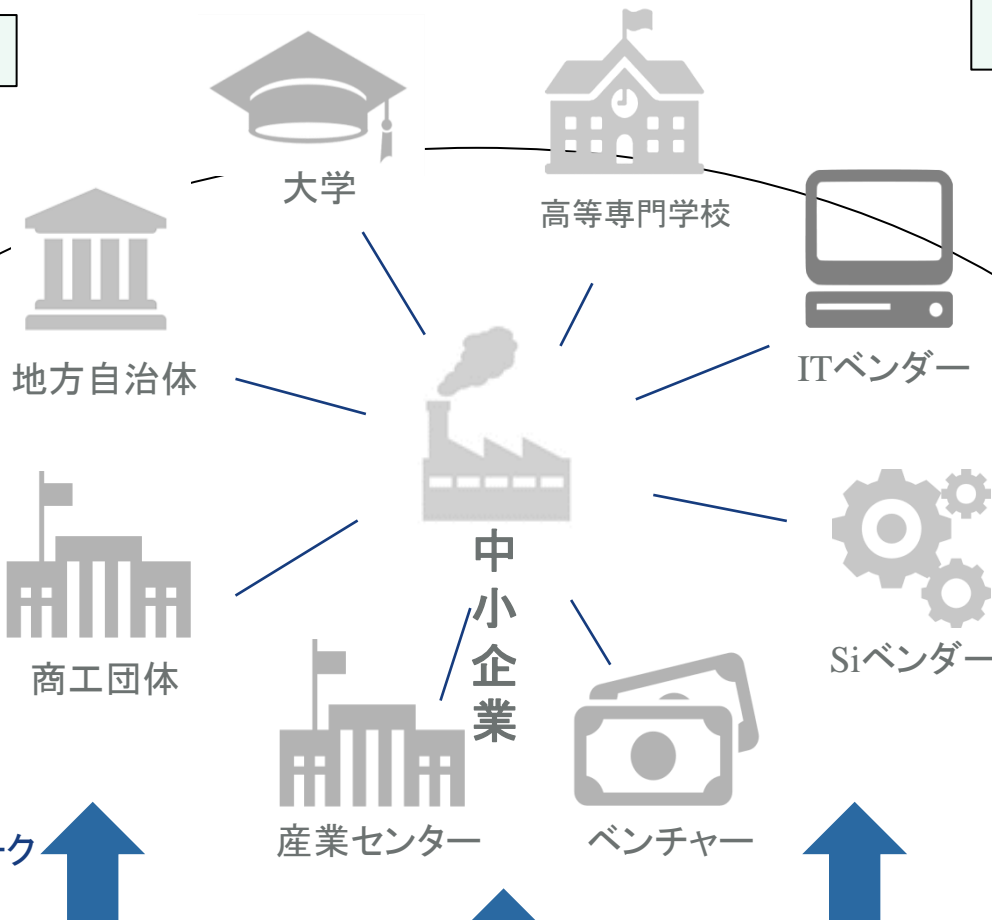 大学
高等専門学校
地方自治体
ITベンダー
中小企業
商工団体
Siベンダー
産業センター
ベンチャー
ーク